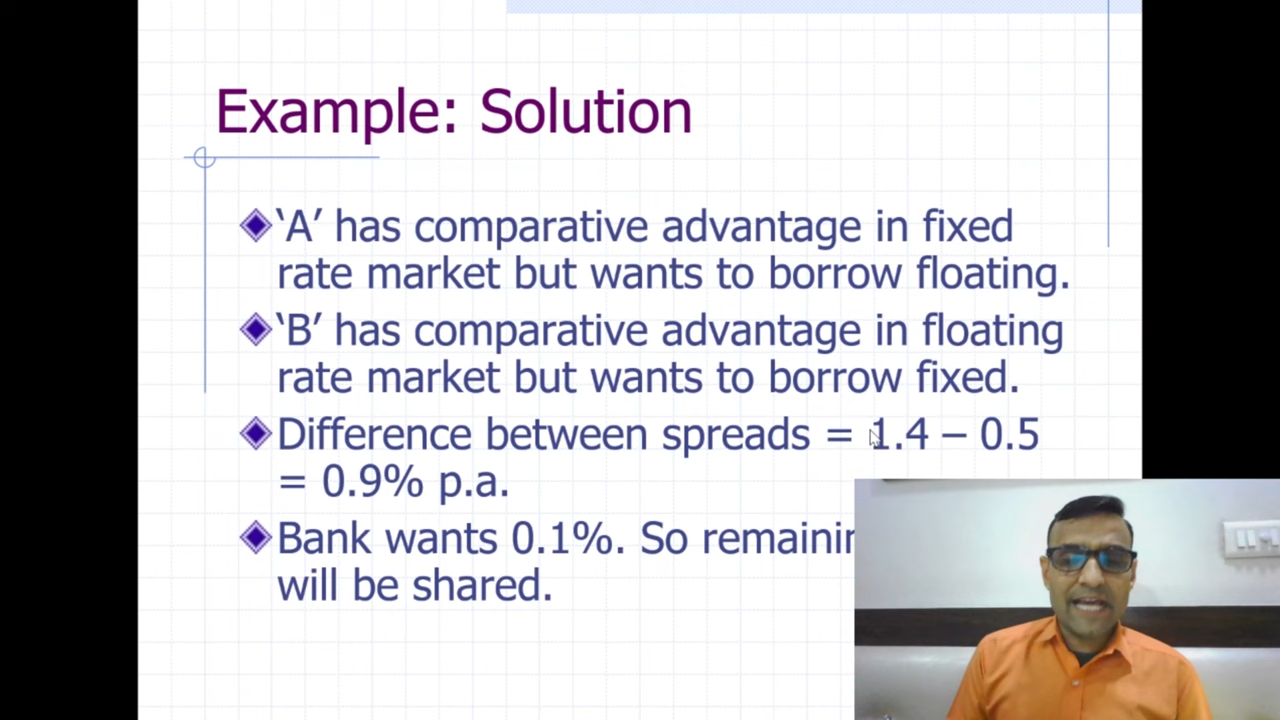 Example: Solution
‘A’ has comparative advantage in fixed
rate market but wants to borrow floating.
‘B’ has comparative advantage in floating
rate market but wants to borrow fixed.
Difference between spreads = 1.4 – 0.5
= 0.9% p.a.
Bank wants 0.1%. So
will be shared.